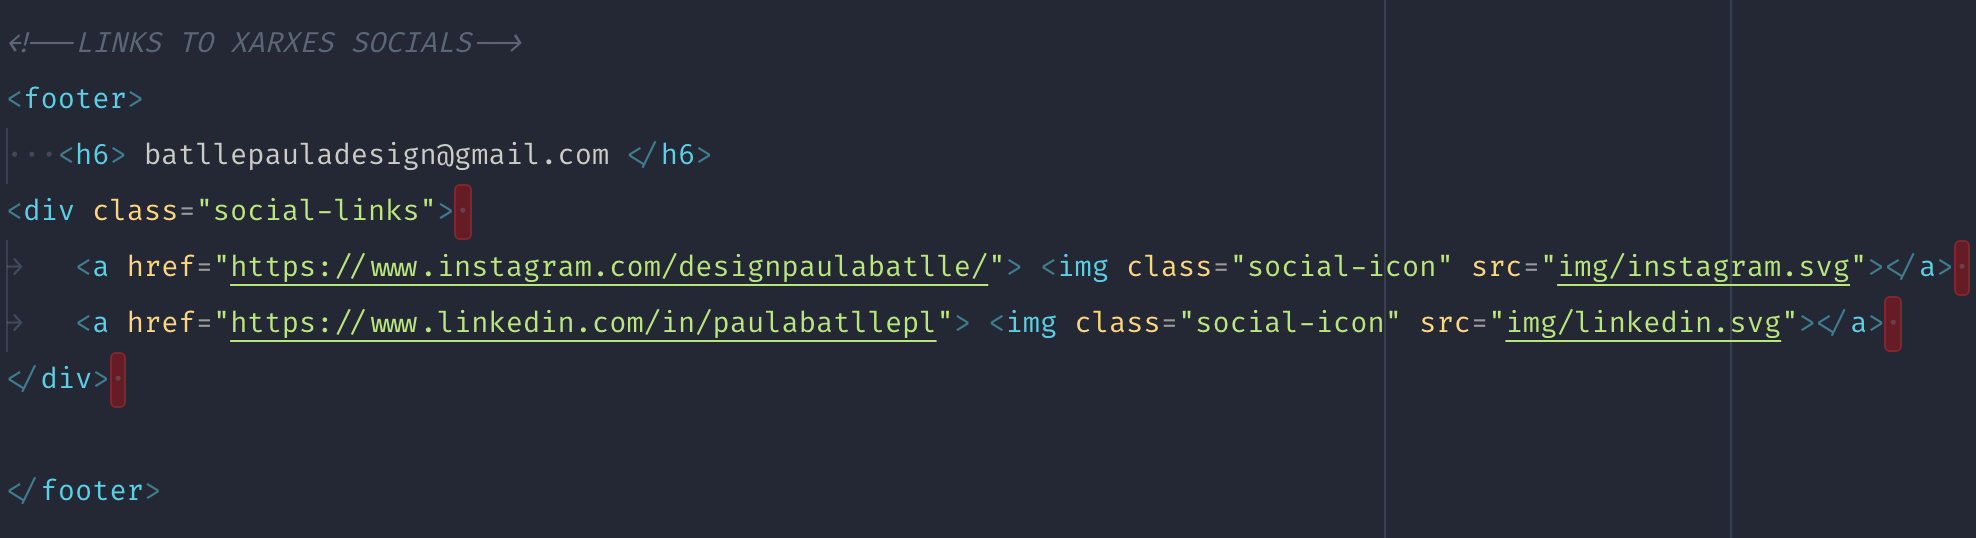 <!--LINKS TO XARXES SOCIALS-->
<footer>
   <h6> batllepauladesign@gmail.com </h6>
<div class="social-links">
    <a href="https://www.instagram.com/designpaulabatlle/"> <img class="social-icon" src="img/instagram.svg"></a>
    <a href="https://www.linkedin.com/in/paulabatllepl"> <img class="social-icon" src="img/linkedin.svg"></a>
</div>
</footer>